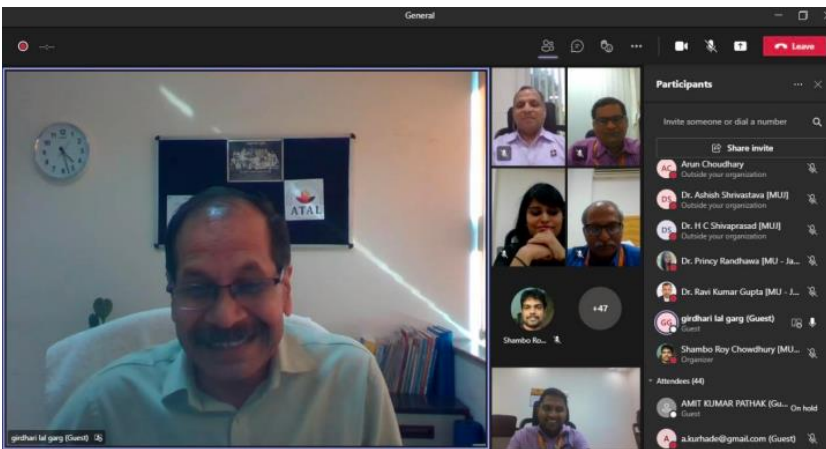 General
Leave
Participants
Invite someone or dial a number
Share invite
AC
Arun Choudhary
Outside your organization
DS
Dr. Ashish Shrivastava [MUJ]
Outside your organization
DS
Dr. H C Shivaprasad [MUJ]
Outside your organization
Dr. Princy Randhawa [MU - Ja...
Dr. Ravi Kumar Gupta [MU - J...
GG
girdhari lal garg (Guest)
Guest
Shambo Roy Chowdhury [MU...
Organizer
Attendees (44)
AMIT KUMAR PATHAK (Gu...
Guest
On hold
A
a.kurhade@gmail.com (Guest)
ATAL
+47
Shambo Ro...
girdhari lal garg (Guest)